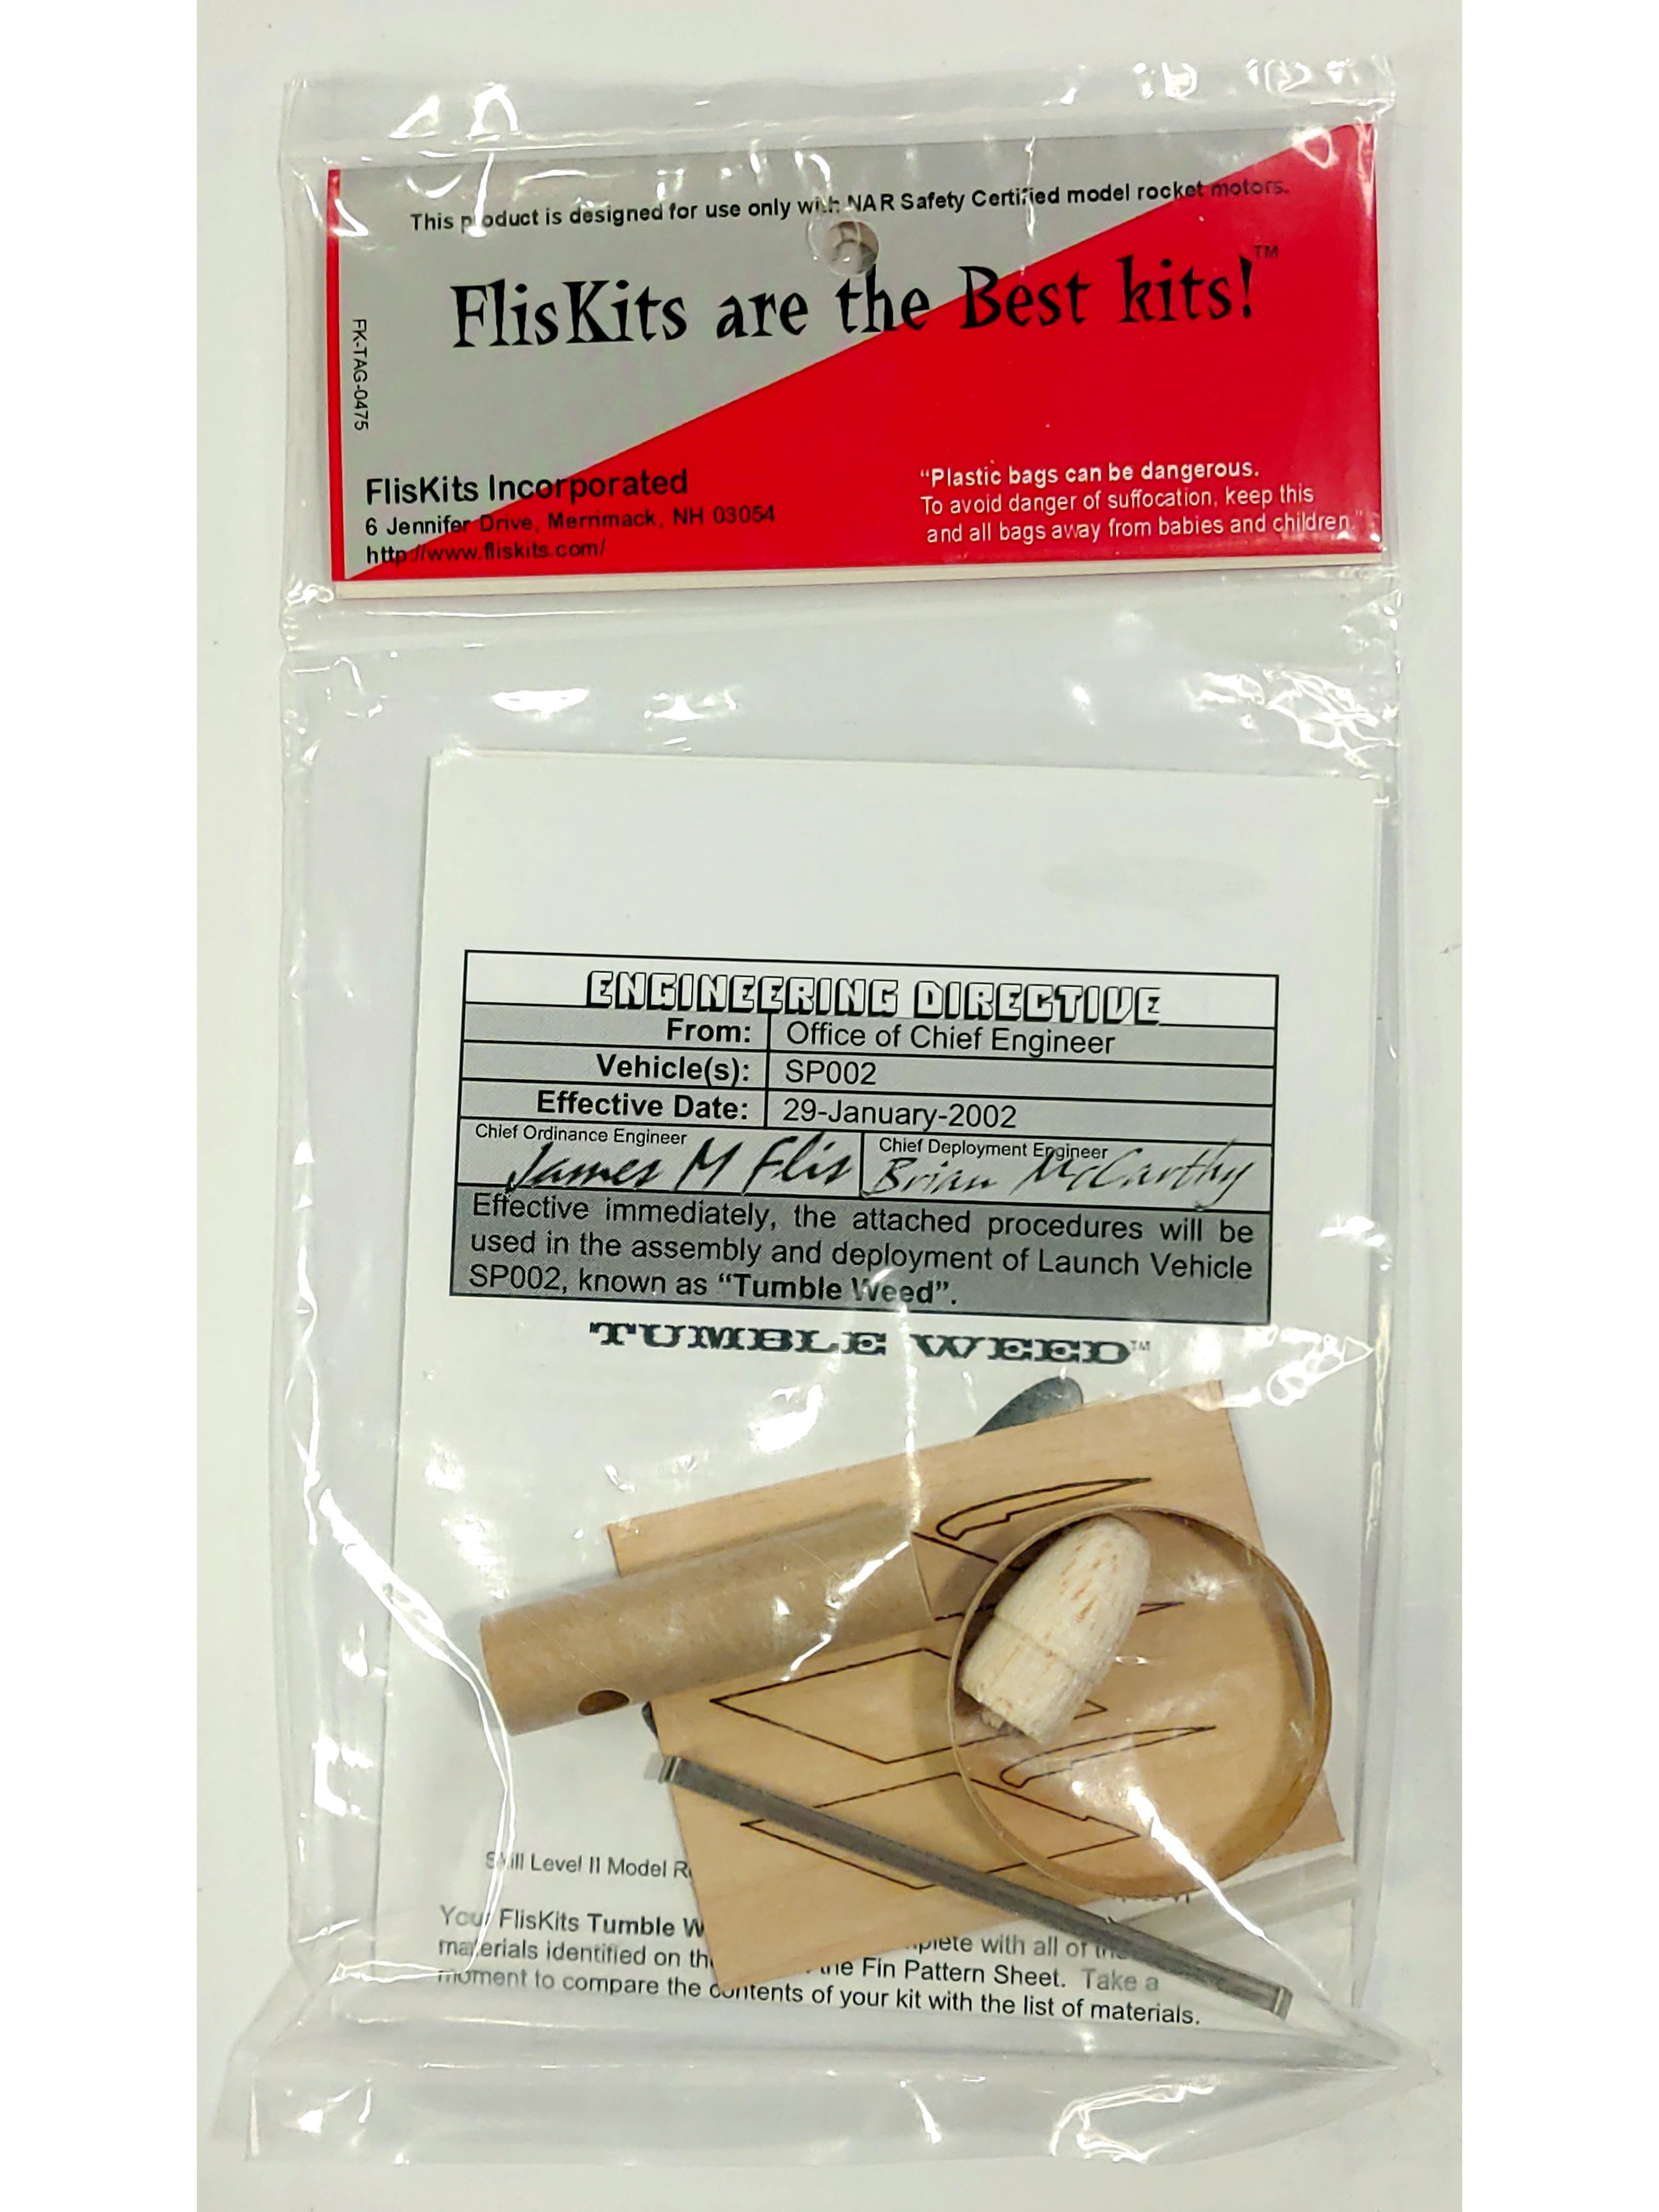 This product is designed for use only with NAR Safety Certified model rocket motors.
FlisKits are the Best kits!™
FK-TAG-0475
FlisKits Incorporated
6 Jennifer Drive, Merrimack, NH 03054
http://www.fliskits.com/
"Plastic bags can be dangerous.
To avoid danger of suffocation, keep this
and all bags away from babies and children."
ENGINEERING DIRECTIVE
From: Office of Chief Engineer
Vehicle(s): SP002
Effective Date: 29-January-2002
Chief Ordinance Engineer
James M Flis
Chief Deployment Engineer
Brian McCarthy
Effective immediately, the attached procedures will be
used in the assembly and deployment of Launch Vehicle
SP002, known as "Tumble Weed".
TUMBLE WEED™
Skill Level II Model
Your FlisKits Tumble
materials identified on
with all of
Fin Pattern Sheet. Take a
moment to compare the contents of your kit with the list of materials.